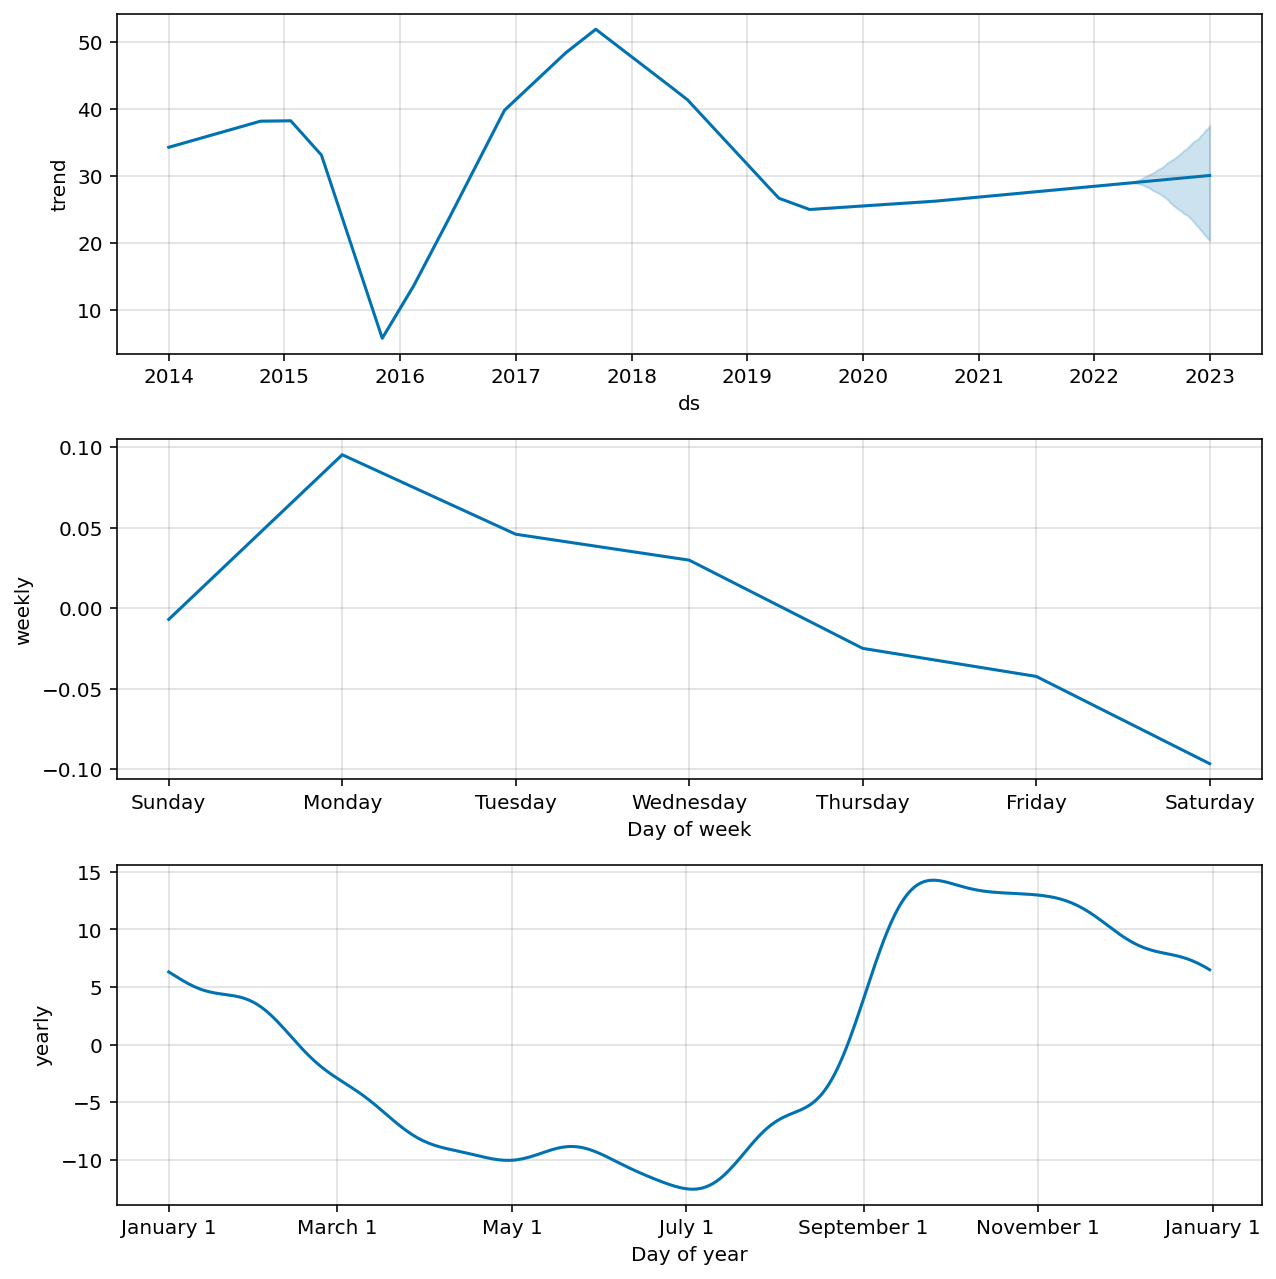 50
40
30
20
10
trend
2014 2015 2016 2017 2018 2019 2020 2021 2022 2023
ds
0.10
0.05
0.00
−0.05
−0.10
weekly
Sunday Monday Tuesday Wednesday Thursday Friday Saturday
Day of week
15
10
5
0
−5
−10
yearly
January 1 March 1 May 1 July 1 September 1 November 1 January 1
Day of year